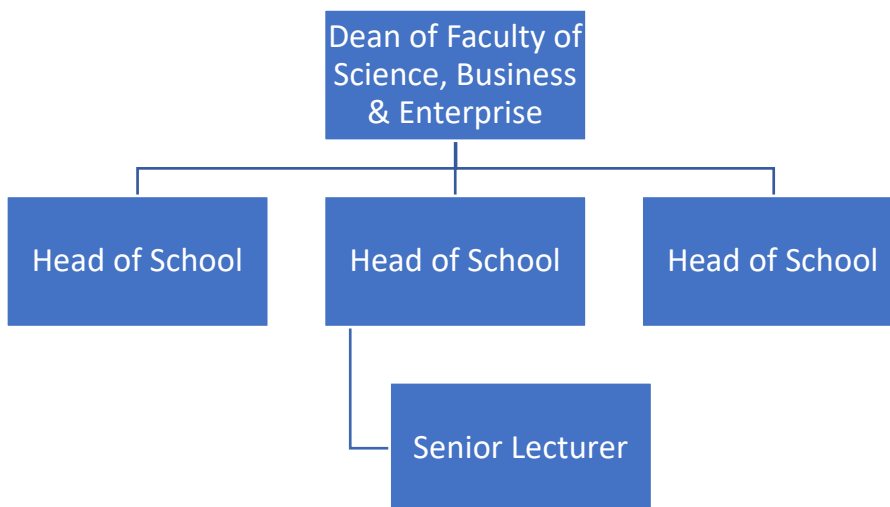 Dean of Faculty of
Science, Business
& Enterprise
Head of School
Head of School
Head of School
Senior Lecturer